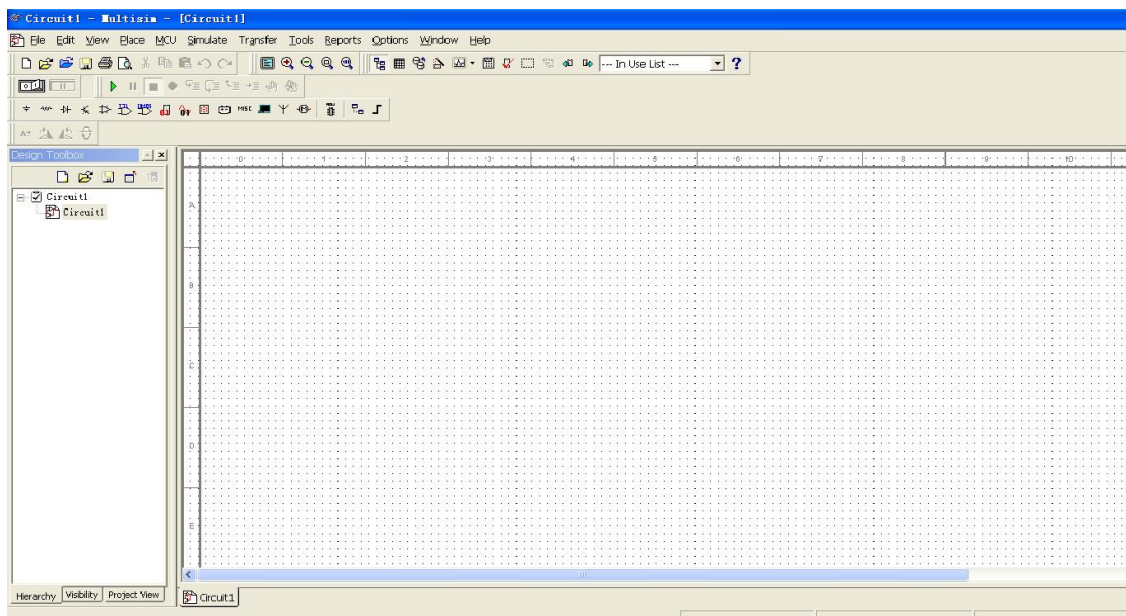 Circuit1 - Multisim - [Circuit1]
File Edit View Place MCU Simulate Transfer Tools Reports Options Window Help
--- In Use List --- ?
MISC
Design Toolbox
0 1 2 3 4 5 6 7 8 9 10
Circuit1
Circuit1
A
B
C
D
E
Hierarchy Visibility Project View Circuit1